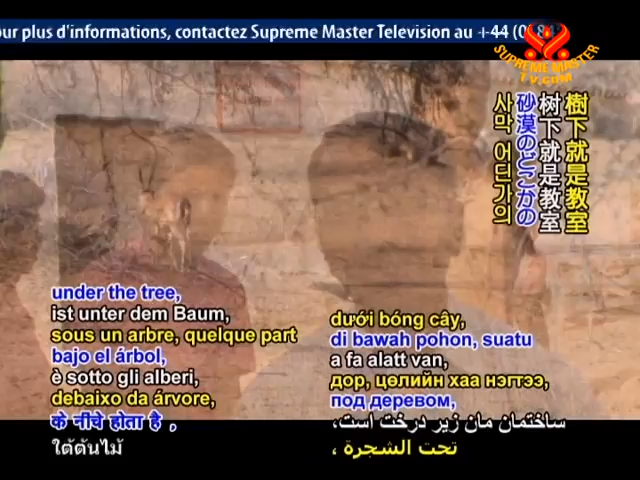 our plus d'informations, contactez Supreme Master Television au +44 (0
SUPREME MASTER
TV.COM
樹下就是教室
树下就是教室
砂漠のどこかの
사막 어딘가의
under the tree,
ist unter dem Baum,
sous un arbre, quelque part
bajo el árbol,
è sotto gli alberi,
debaixo da árvore,
के नीचे होता है ,
ใต้ต้นไม้
dưới bóng cây,
di bawah pohon, suatu
a fa alatt van,
дор, цөлийн хаа нэгтээ,
под деревом,
ساختمان مان زیر درخت است،
تحت الشجرة ،